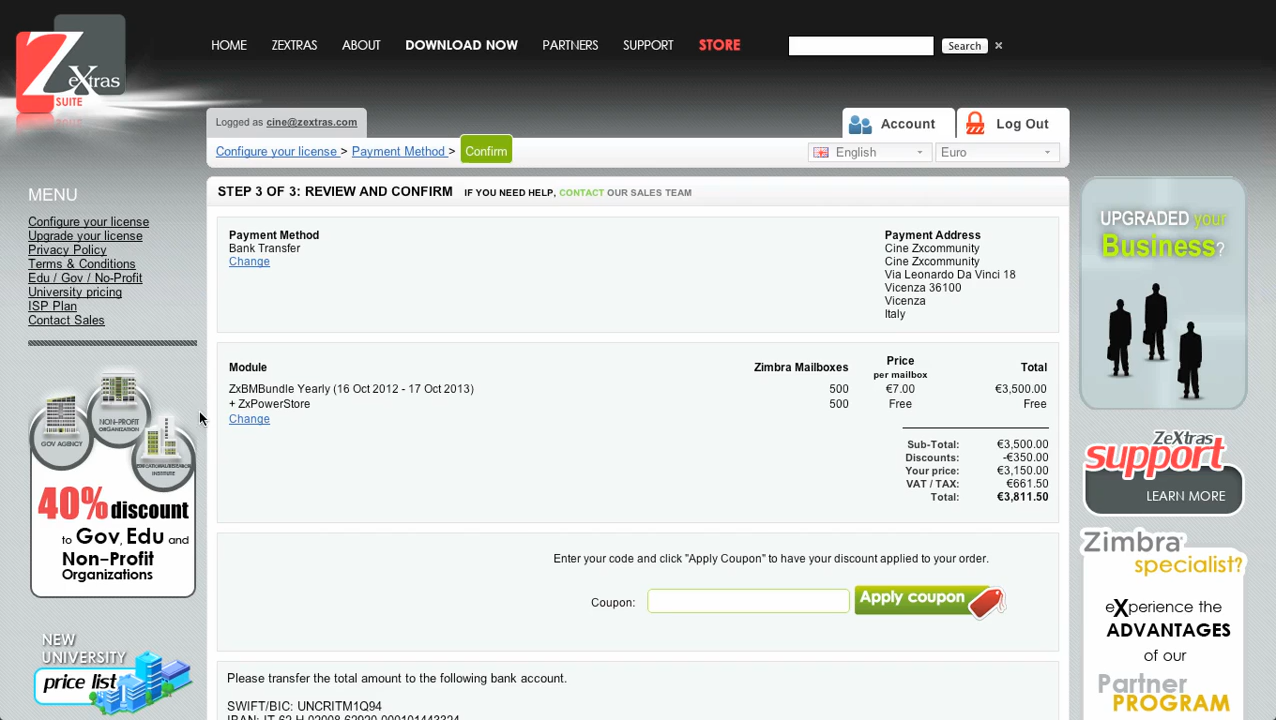 ZeXtras
SUITE
HOME ZEXTRAS ABOUT DOWNLOAD NOW PARTNERS SUPPORT STORE
Search
Logged as cine@zextras.com
Account
Log Out
Configure your license > Payment Method > Confirm
English
Euro
STEP 3 OF 3: REVIEW AND CONFIRM IF YOU NEED HELP, CONTACT OUR SALES TEAM
MENU
Configure your license
Upgrade your license
Privacy Policy
Terms & Conditions
Edu / Gov / No-Profit
University pricing
ISP Plan
Contact Sales
GOV AGENCY
NON-PROFIT
ORGANIZATION
INSTITUTE
40% discount
to Gov, Edu and
Non-Profit
Organizations
NEW
UNIVERSITY
price list
Payment Method
Bank Transfer
Change
Payment Address
Cine Zxcommunity
Cine Zxcommunity
Via Leonardo Da Vinci 18
Vicenza 36100
Vicenza
Italy
Module Zimbra Mailboxes Price per mailbox Total
ZxBMBundle Yearly (16 Oct 2012 - 17 Oct 2013) 500 €7.00 €3,500.00
+ ZxPowerStore 500 Free Free
Change
Sub-Total: €3,500.00
Discounts: -€350.00
Your price: €3,150.00
VAT / TAX: €661.50
Total: €3,811.50
Enter your code and click "Apply Coupon" to have your discount applied to your order.
Coupon: Apply coupon
Please transfer the total amount to the following bank account.
SWIFT/BIC: UNCRITM1Q94
UPGRADED your
Business?
ZeXtras
support
LEARN MORE
Zimbra
specialist?
eXperience the
ADVANTAGES
of our
Partner
PROGRAM